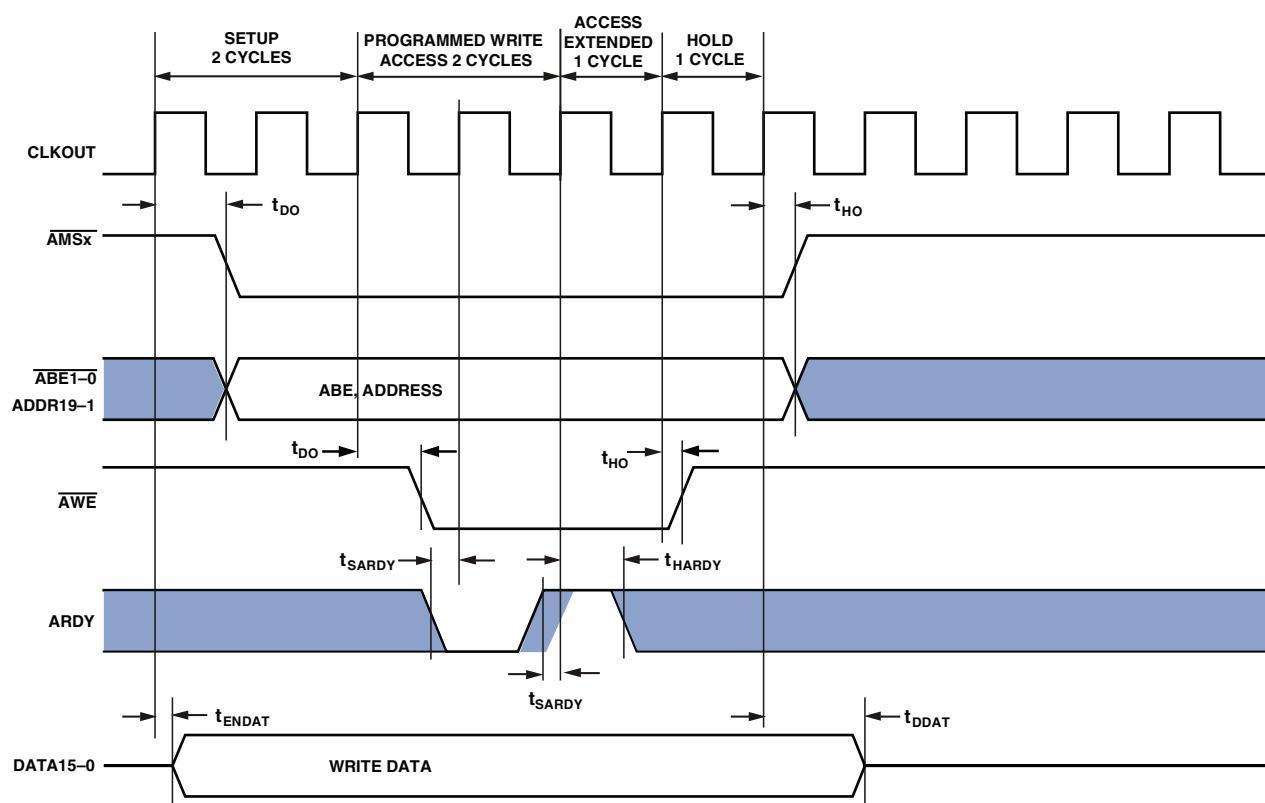 SETUP
2 CYCLES
PROGRAMMED WRITE
ACCESS 2 CYCLES
ACCESS
EXTENDED
1 CYCLE
HOLD
1 CYCLE
CLKOUT
tDO
tHO
AMSx
ABE1–0
ADDR19–1
ABE, ADDRESS
tDO
tHO
AWE
tSARDY
tHARDY
ARDY
tSARDY
tENDAT
tDDAT
DATA15–0
WRITE DATA